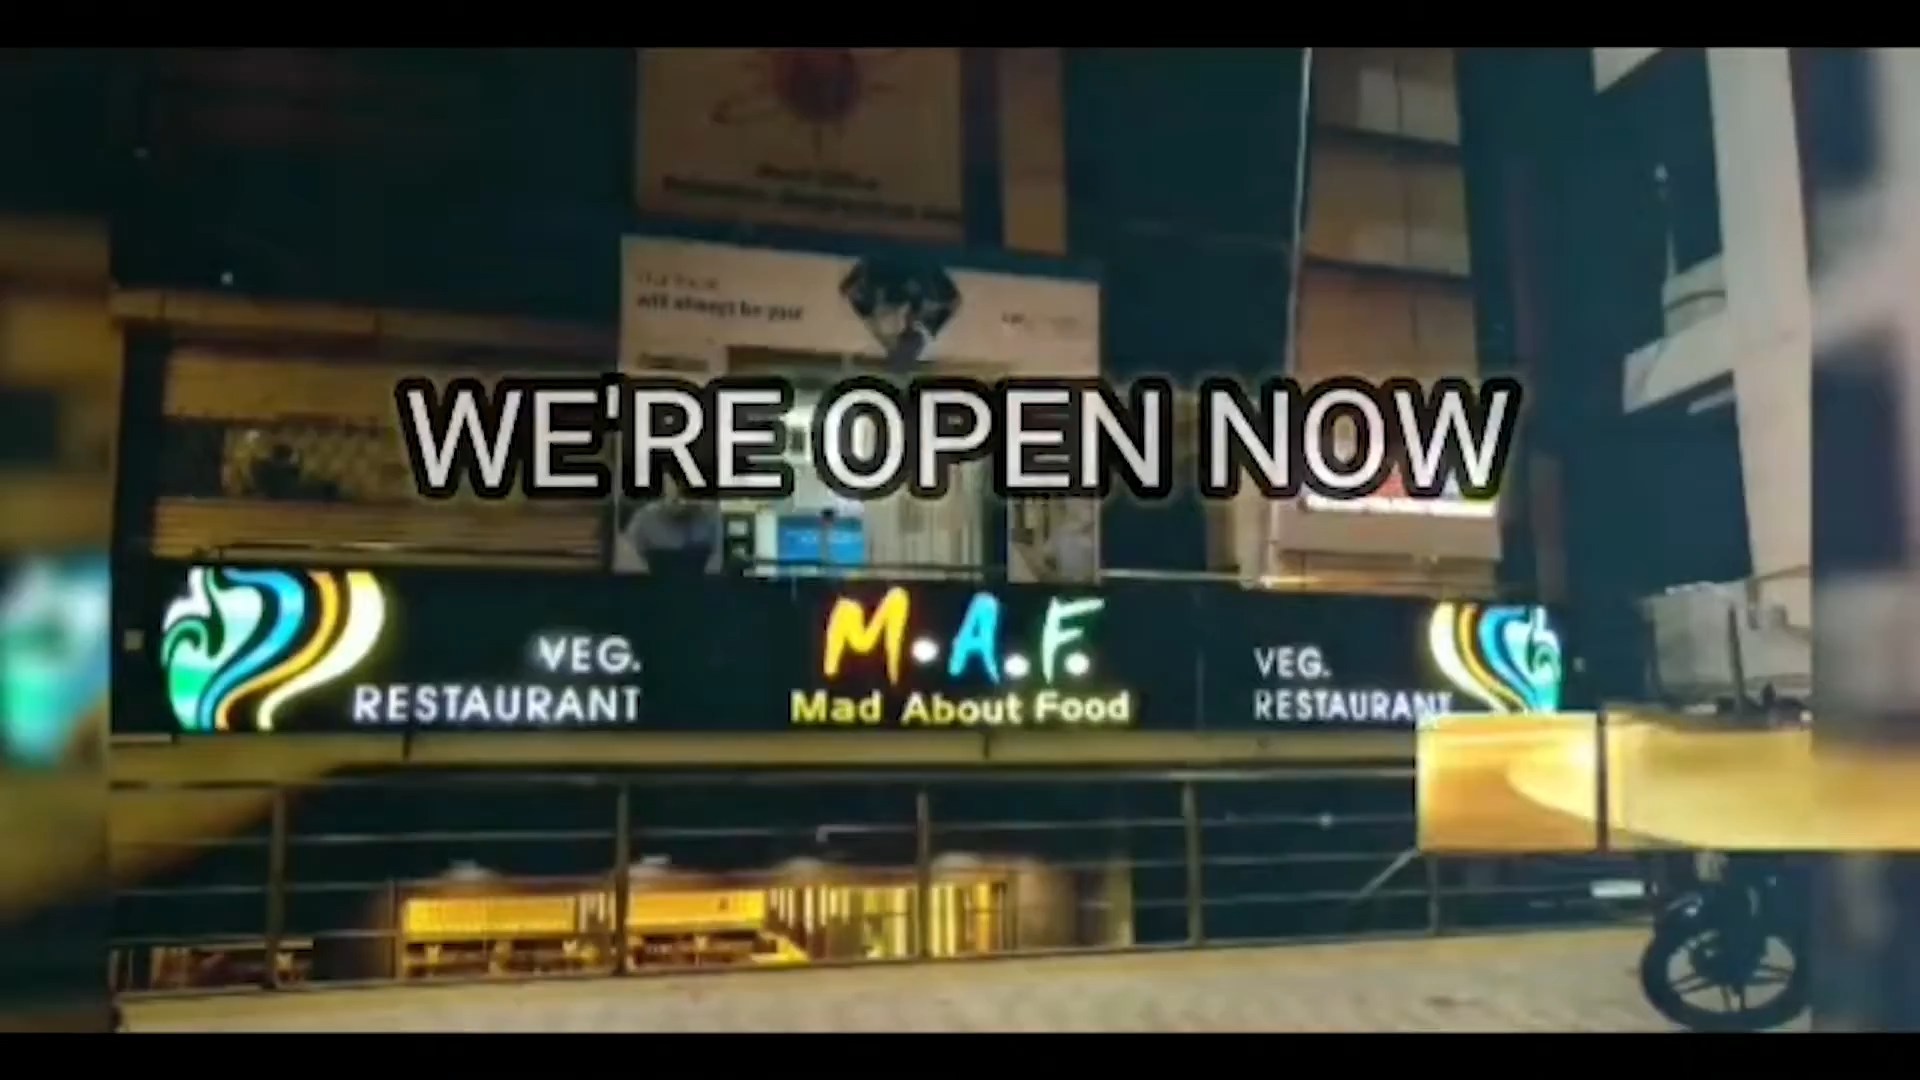 will always be your
WE'RE OPEN NOW
VEG.
RESTAURANT
M.A.F.
Mad About Food
VEG.
RESTAURANT